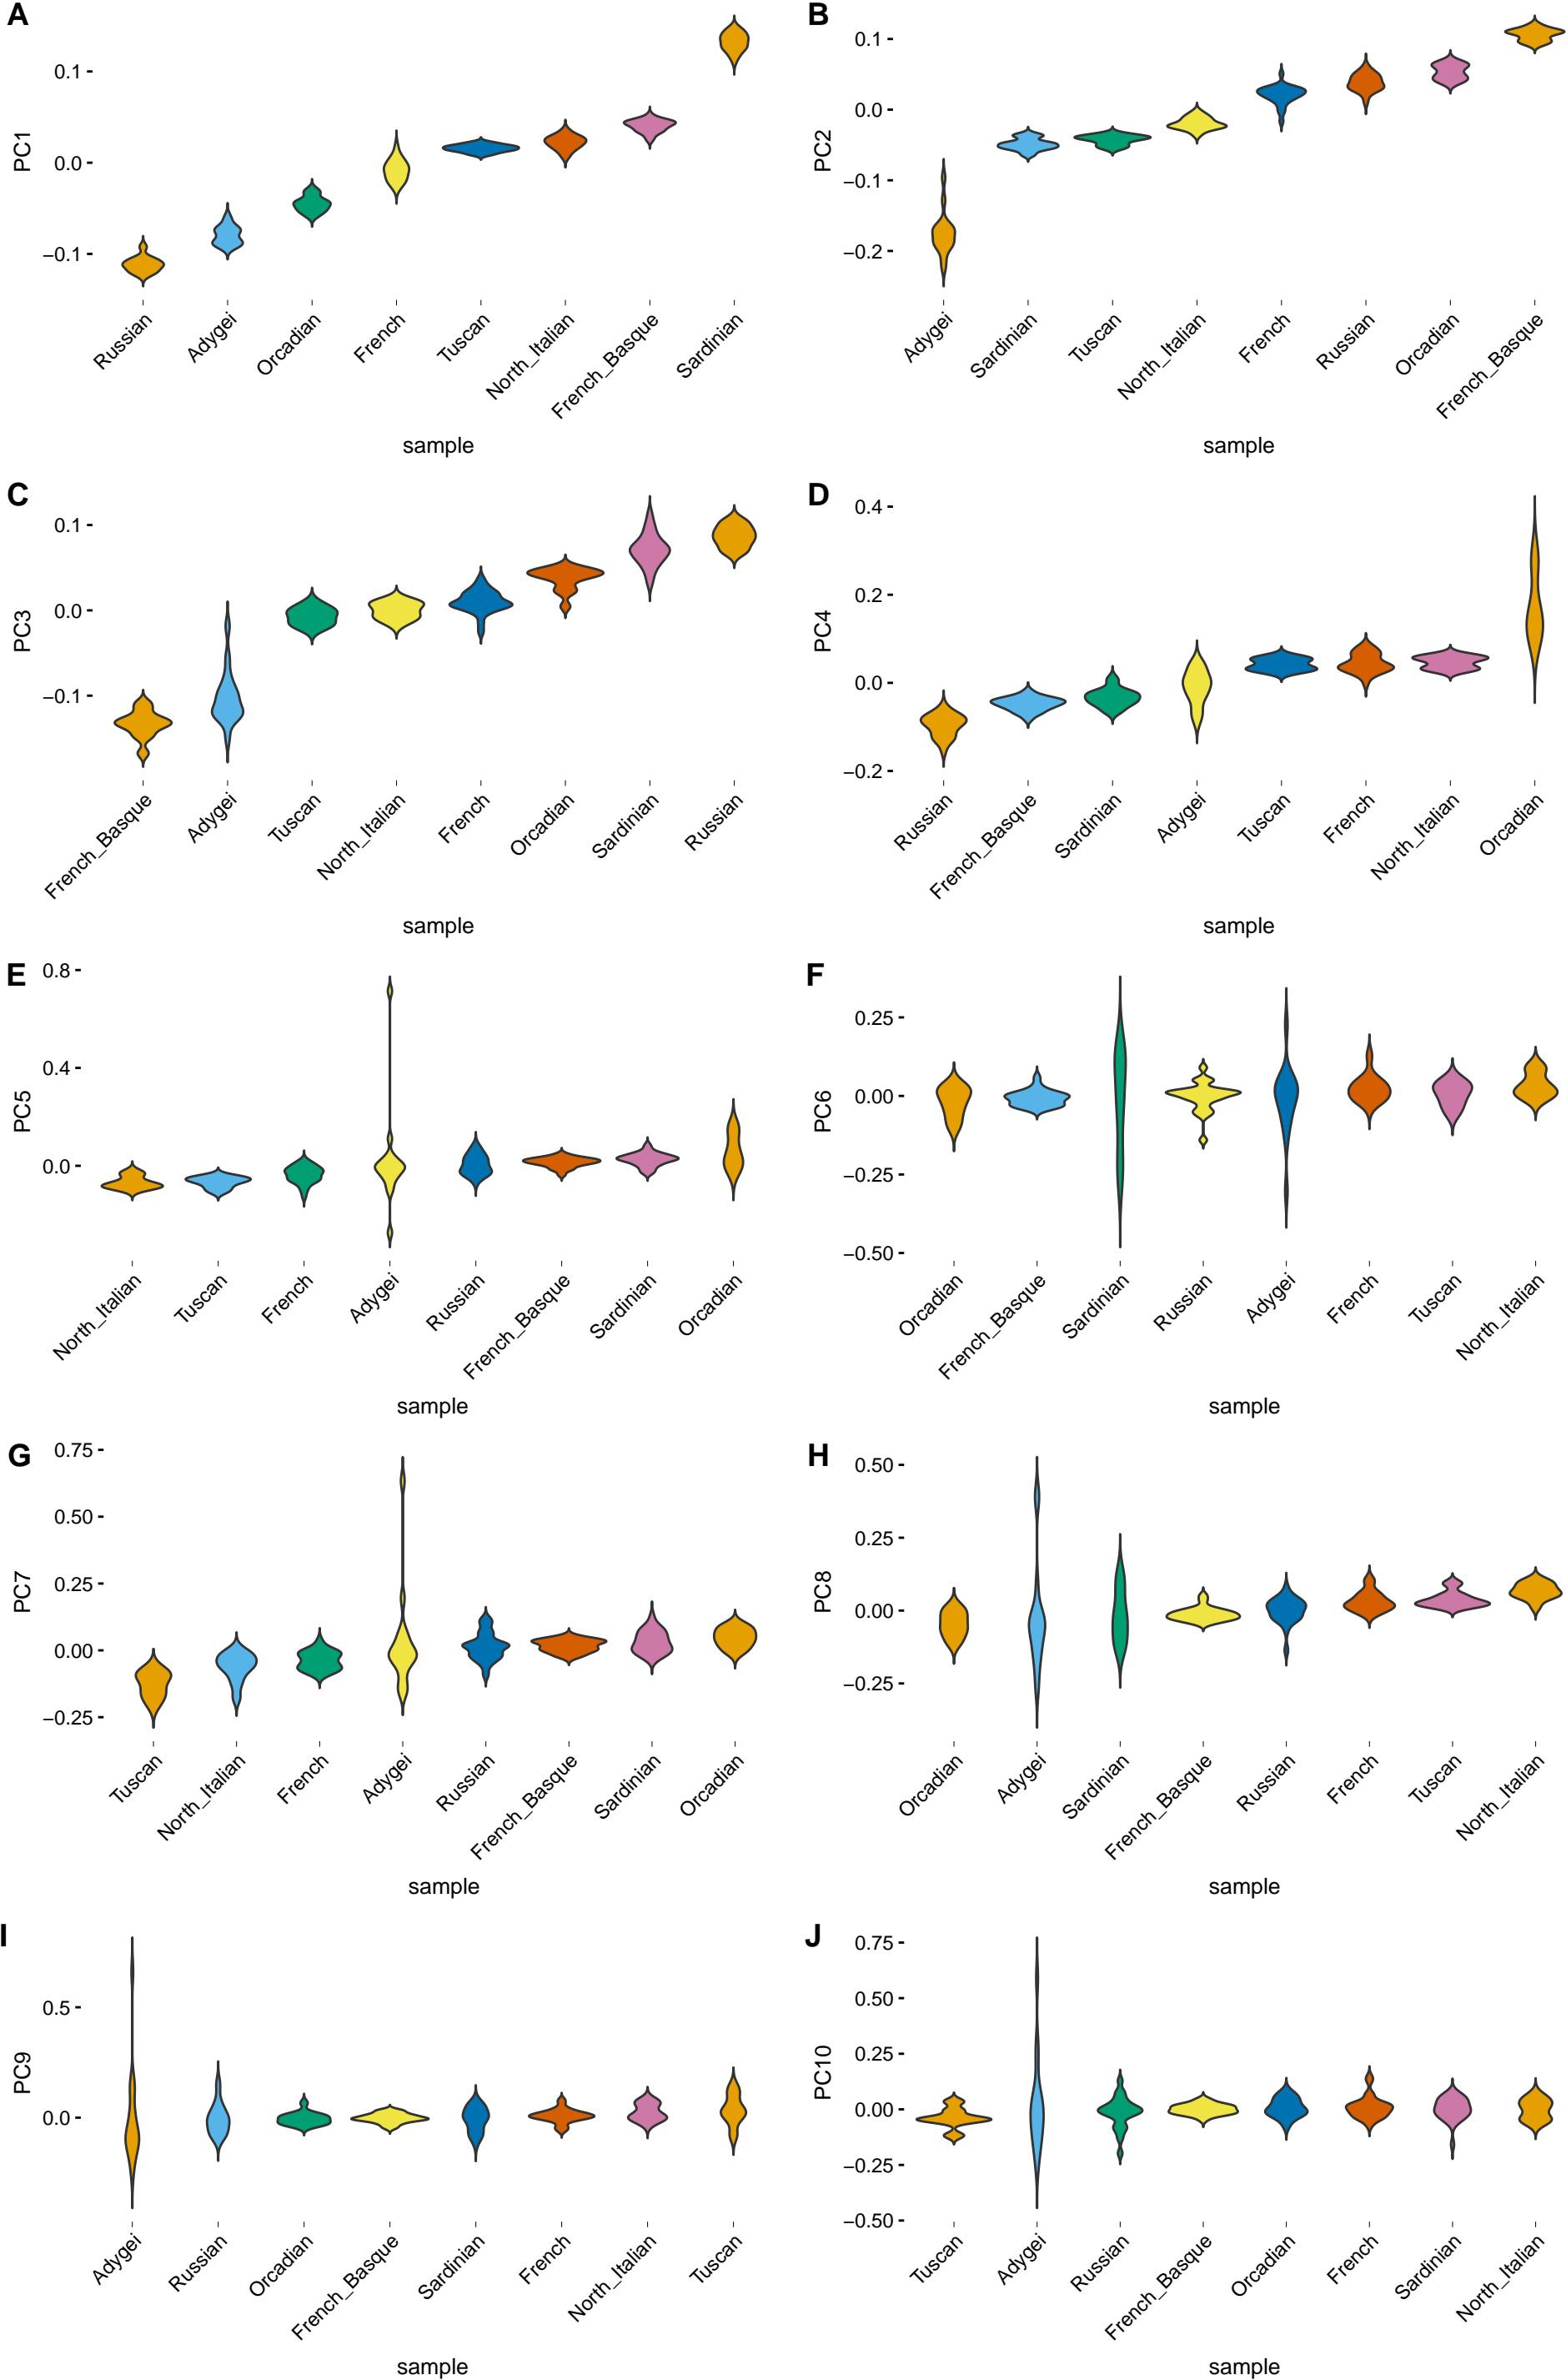 A
PC1
0.1
0.0
−0.1
Russian
Adygei
Orcadian
French
Tuscan
North_Italian
French_Basque
Sardinian
sample
B
PC2
0.1
0.0
−0.1
−0.2
Adygei
Sardinian
Tuscan
North_Italian
French
Russian
Orcadian
French_Basque
sample
C
PC3
0.1
0.0
−0.1
French_Basque
Adygei
Tuscan
North_Italian
French
Orcadian
Sardinian
Russian
sample
D
PC4
0.4
0.2
0.0
−0.2
Russian
French_Basque
Sardinian
Adygei
Tuscan
French
North_Italian
Orcadian
sample
E
PC5
0.8
0.4
0.0
North_Italian
Tuscan
French
Adygei
Russian
French_Basque
Sardinian
Orcadian
sample
F
PC6
0.25
0.00
−0.25
−0.50
Orcadian
French_Basque
Sardinian
Russian
Adygei
French
Tuscan
North_Italian
sample
G
PC7
0.75
0.50
0.25
0.00
−0.25
Tuscan
North_Italian
French
Adygei
Russian
French_Basque
Sardinian
Orcadian
sample
H
PC8
0.50
0.25
0.00
−0.25
Orcadian
Adygei
Sardinian
French_Basque
Russian
French
Tuscan
North_Italian
sample
I
PC9
0.5
0.0
Adygei
Russian
Orcadian
French_Basque
Sardinian
French
North_Italian
Tuscan
sample
J
PC10
0.75
0.50
0.25
0.00
−0.25
−0.50
Tuscan
Adygei
Russian
French_Basque
Orcadian
French
Sardinian
North_Italian
sample